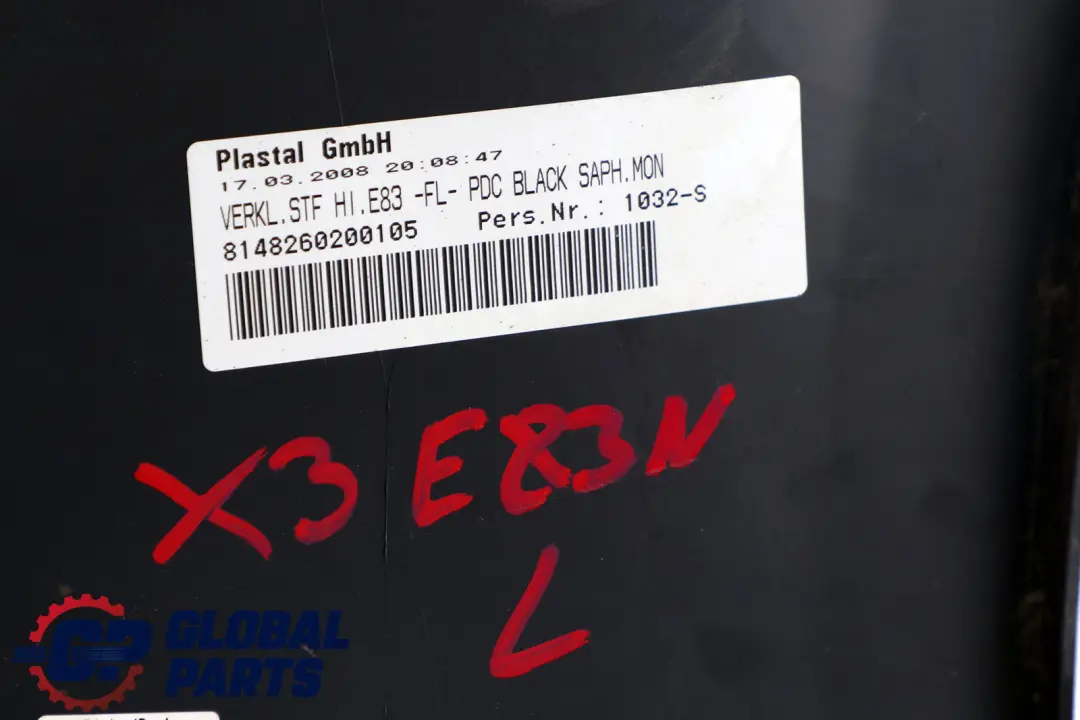 Plastal GmbH
17.03.2008 20:08:47
VERKL.STF HI.E83 -FL- PDC BLACK SAPH.MON
8148260200105 Pers.Nr.: 1032-S
X3 E83N
L
GP GLOBAL
PARTS